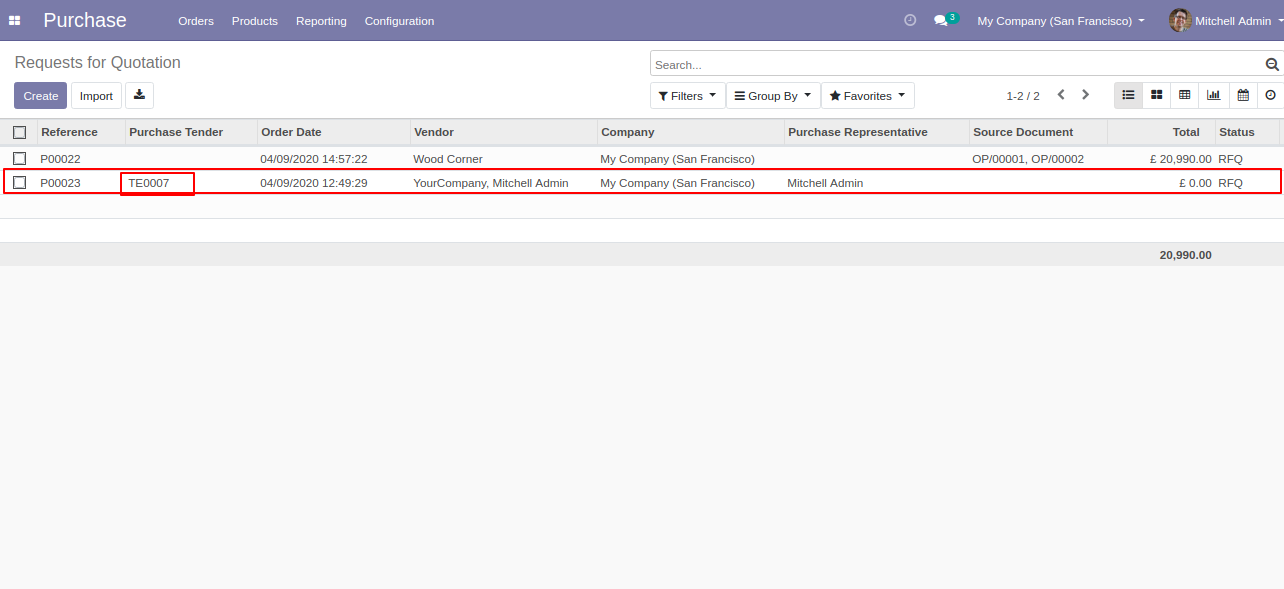 Purchase Orders Products Reporting Configuration 3 My Company (San Francisco) Mitchell Admin
Requests for Quotation
Search...
Create Import Filters Group By Favorites 1-2 / 2
Reference Purchase Tender Order Date Vendor Company Purchase Representative Source Document Total Status
P00022 04/09/2020 14:57:22 Wood Corner My Company (San Francisco) OP/00001, OP/00002 £ 20,990.00 RFQ
P00023 TE0007 04/09/2020 12:49:29 YourCompany, Mitchell Admin My Company (San Francisco) Mitchell Admin £ 0.00 RFQ
20,990.00